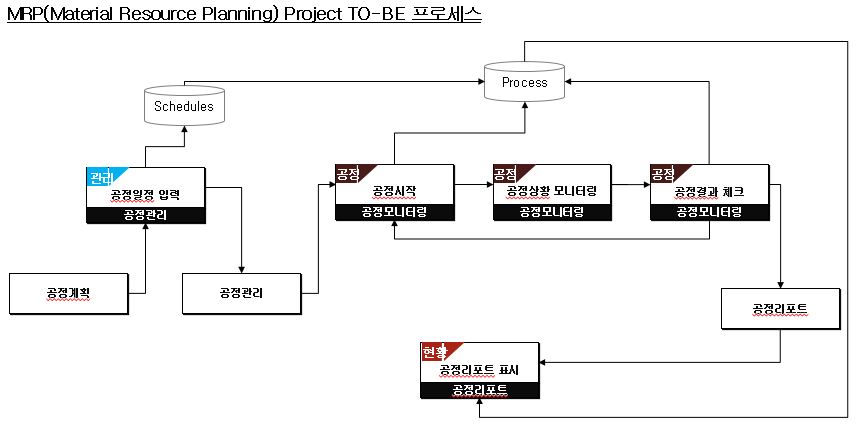 MRP(Material Resource Planning) Project TO-BE 프로세스
Process
Schedules
관리
공정일정 입력
공정관리
공정
공정시작
공정모니터링
공정
공정상황 모니터링
공정모니터링
공정
공정결과 체크
공정모니터링
공정계획
공정관리
공정리포트
현황
공정리포트 표시
공정리포트